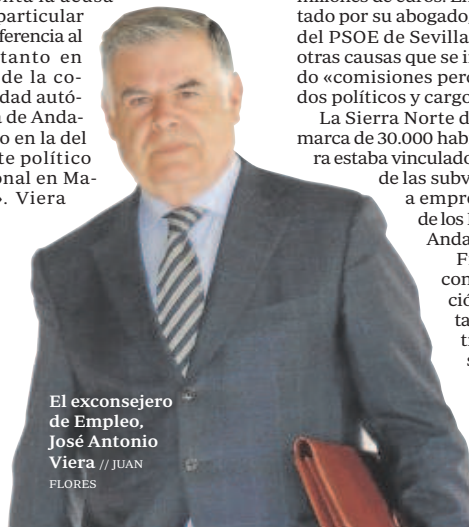 particular
ferencia al
tanto en
de la co-
dad autó-
a de Anda-
o en la del
te político
onal en Ma-
». Viera
El exconsejero
de Empleo,
José Antonio
Viera // JUAN
FLORES
tado por su abogado,
del PSOE de Sevilla
otras causas que se i
do «comisiones perc
dos políticos y cargo
La Sierra Norte d
marca de 30.000 hab
ra estaba vinculado
de las subv
a empre
de los
Anda
F
con
ció
ta
t
s